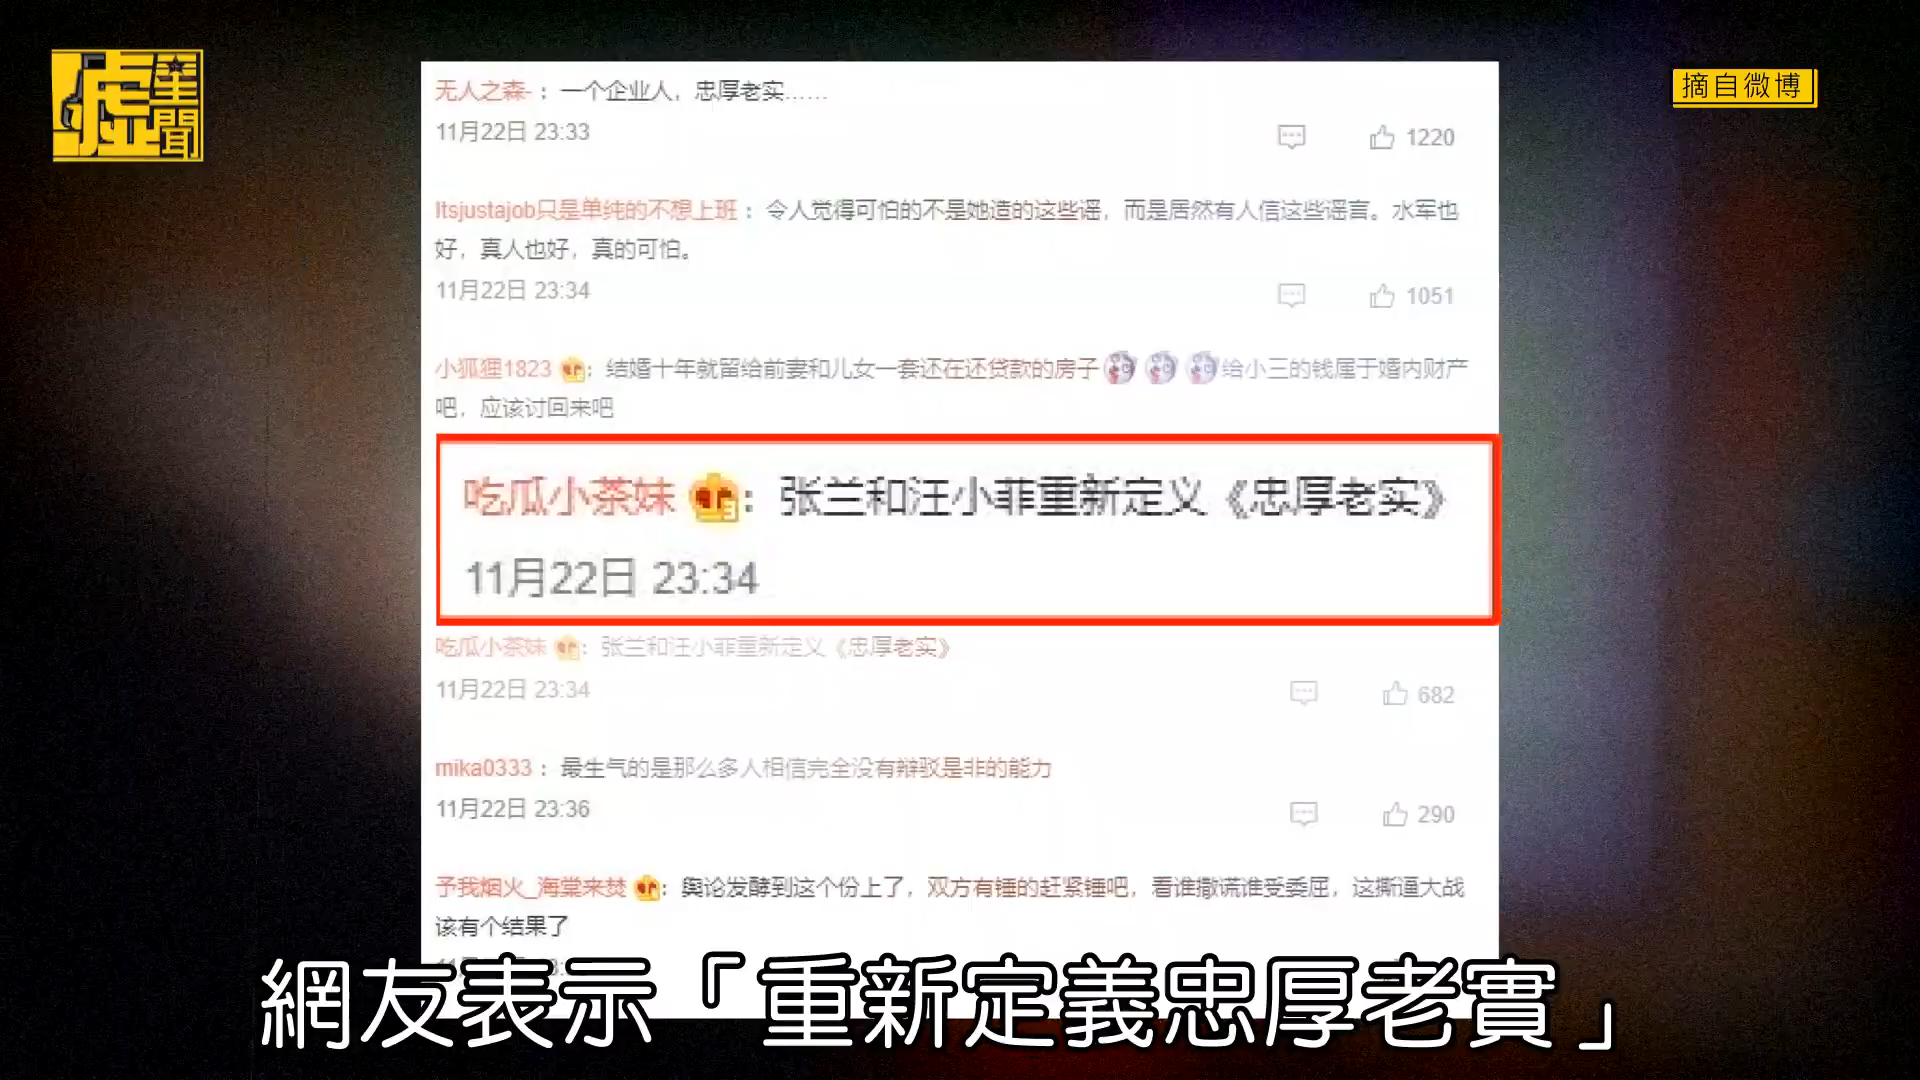 噓星聞
摘自微博
无人之森-：一个企业人，忠厚老实……
11月22日 23:33
1220
Itsjustajob只是单纯的不想上班：令人觉得可怕的不是她造的这些谣，而是居然有人信这些谣言。水军也
好，真人也好，真的可怕。
11月22日 23:34
1051
小狐狸1823：结婚十年就留给前妻和儿女一套还在还贷款的房子给小三的钱属于婚内财产
吧，应该讨回来吧
吃瓜小茶妹：张兰和汪小菲重新定义《忠厚老实》
11月22日 23:34
吃瓜小茶妹：张兰和汪小菲重新定义《忠厚老实》
11月22日 23:34
682
mika0333：最生气的是那么多人相信完全没有辩驳是非的能力
11月22日 23:36
290
予我烟火_海棠来焚：舆论发酵到这个份上了，双方有锤的赶紧锤吧，看谁撒谎谁受委屈，这撕逼大战
该有个结果了
網友表示「重新定義忠厚老實」